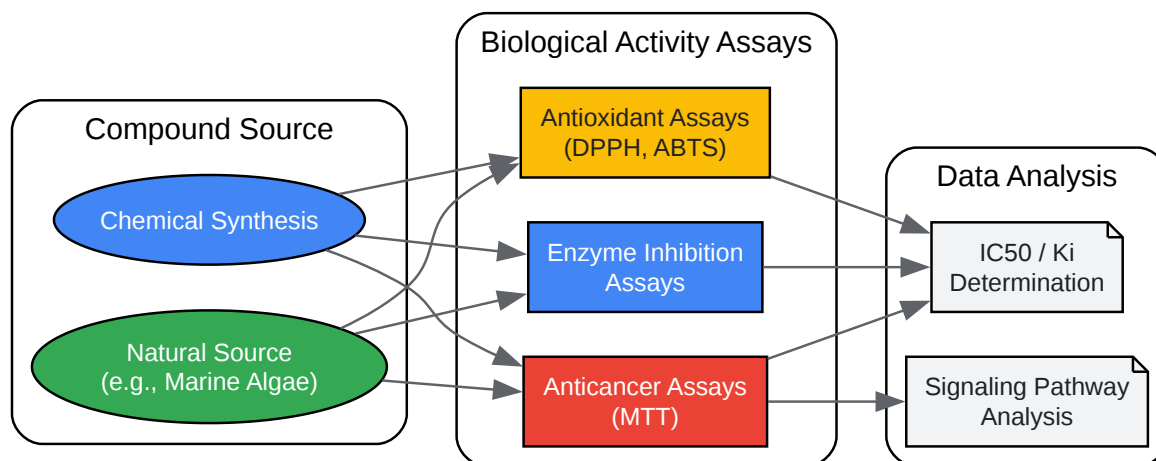 Compound Source
Chemical Synthesis
Natural Source
(e.g., Marine Algae)
Biological Activity Assays
Antioxidant Assays
(DPPH, ABTS)
Enzyme Inhibition
Assays
Anticancer Assays
(MTT)
Data Analysis
IC50 / Ki
Determination
Signaling Pathway
Analysis